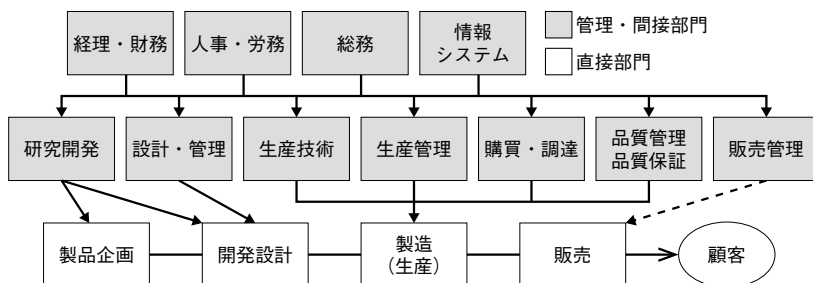 経理・財務
人事・労務
総務
情報
システム
管理・間接部門
直接部門
研究開発
設計・管理
生産技術
生産管理
購買・調達
品質管理
品質保証
販売管理
製品企画
開発設計
製造
（生産）
販売
顧客